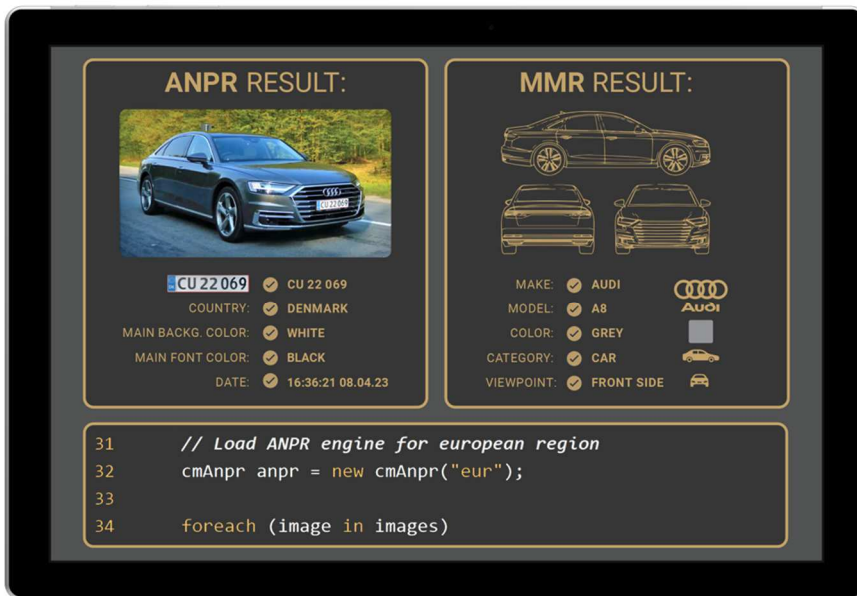 ANPR RESULT:
CU 22 069
CU 22 069 CU 22 069
COUNTRY: DENMARK
MAIN BACKG. COLOR: WHITE
MAIN FONT COLOR: BLACK
DATE: 16:36:21 08.04.23
MMR RESULT:
MAKE: AUDI
MODEL: A8
COLOR: GREY
CATEGORY: CAR
VIEWPOINT: FRONT SIDE
Audi
31 // Load ANPR engine for european region
32 cmAnpr anpr = new cmAnpr("eur");
33
34 foreach (image in images)